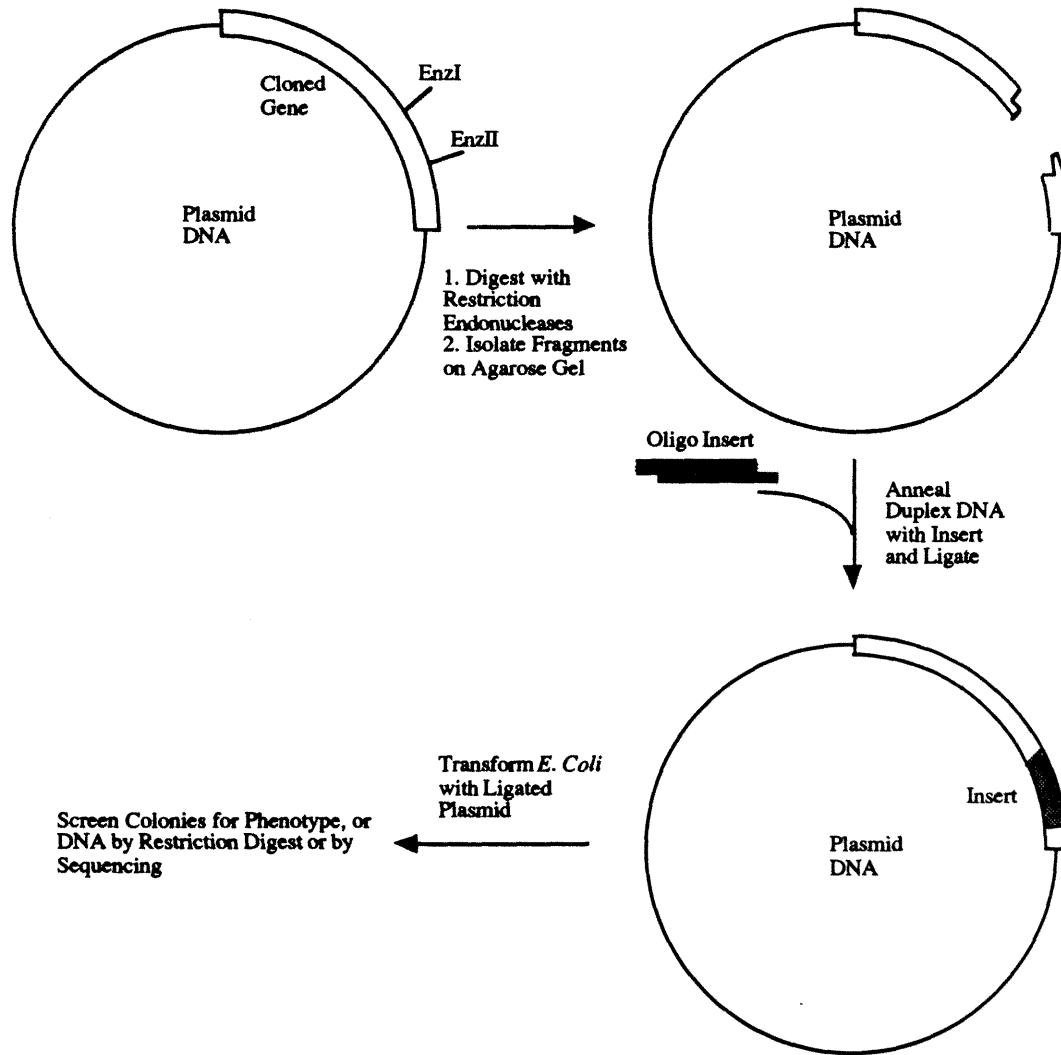 Cloned
Gene
EnzI
EnzII
Plasmid
DNA
1. Digest with
Restriction
Endonucleases
2. Isolate Fragments
on Agarose Gel
Plasmid
DNA
Oligo Insert
Anneal
Duplex DNA
with Insert
and Ligate
Insert
Plasmid
DNA
Transform E. Coli
with Ligated
Plasmid
Screen Colonies for Phenotype, or
DNA by Restriction Digest or by
Sequencing